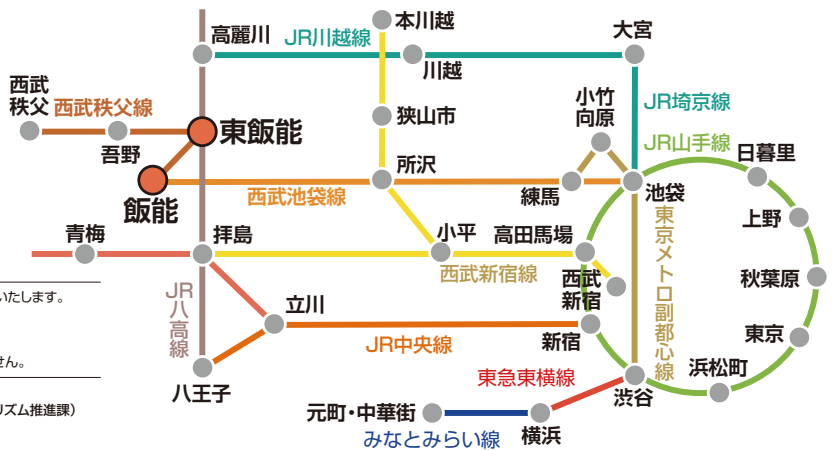 高麗川
JR川越線
本川越
川越
大宮
西武
秩父
西武秩父線
吾野
東飯能
狭山市
小竹
向原
JR埼京線
JR山手線
日暮里
飯能
西武池袋線
所沢
練馬
池袋
上野
青梅
拝島
小平
高田馬場
西武新宿線
西武
新宿
東京メトロ副都心線
秋葉原
いたします。
JR八高線
立川
JR中央線
新宿
東京
せん。
八王子
東急東横線
渋谷
浜松町
リズム推進課）
元町・中華街
横浜
みなとみらい線